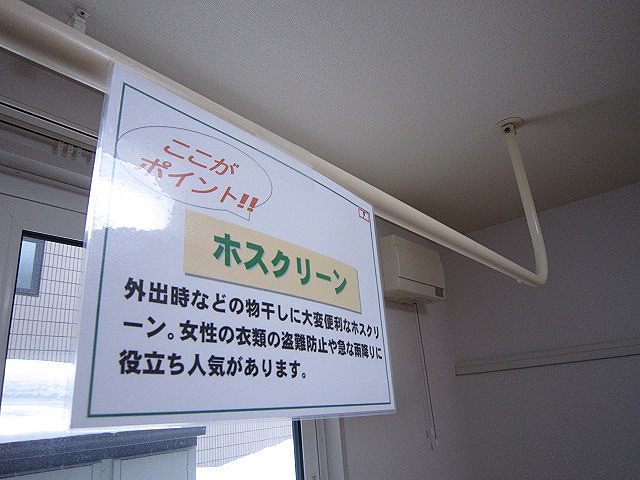 ここが
ポイント!!
ホスクリーン
外出時などの物干しに大変便利なホスクリ
ーン。女性の衣類の盗難防止や急な雨降りに
役立ち人気があります。